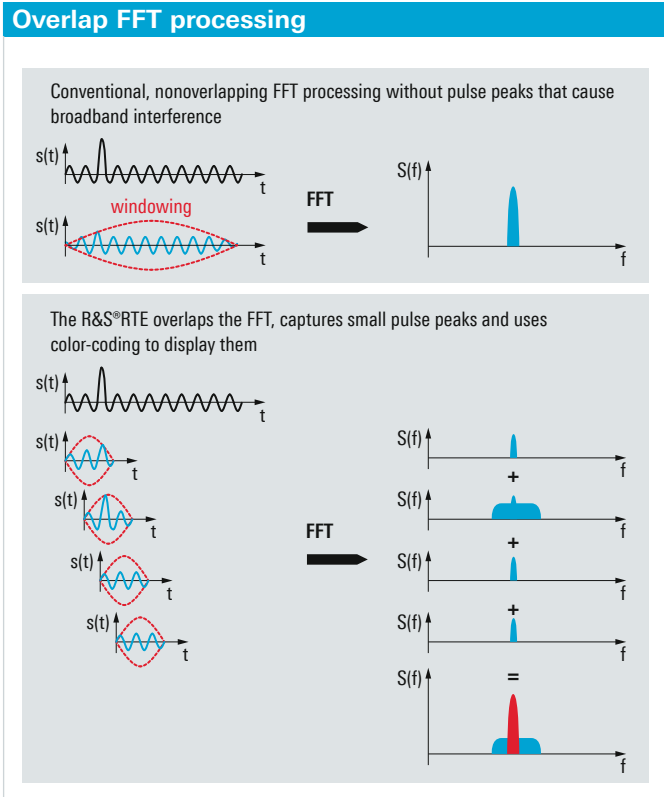 Overlap FFT processing
Conventional, nonoverlapping FFT processing without pulse peaks that cause
broadband interference
s(t)
t
windowing
s(t)
t
FFT
S(f)
f
The R&S®RTE overlaps the FFT, captures small pulse peaks and uses
color-coding to display them
s(t)
t
s(t)
t
s(t)
t
s(t)
t
s(t)
t
FFT
S(f)
f
+
S(f)
f
+
S(f)
f
+
S(f)
f
=
S(f)
f